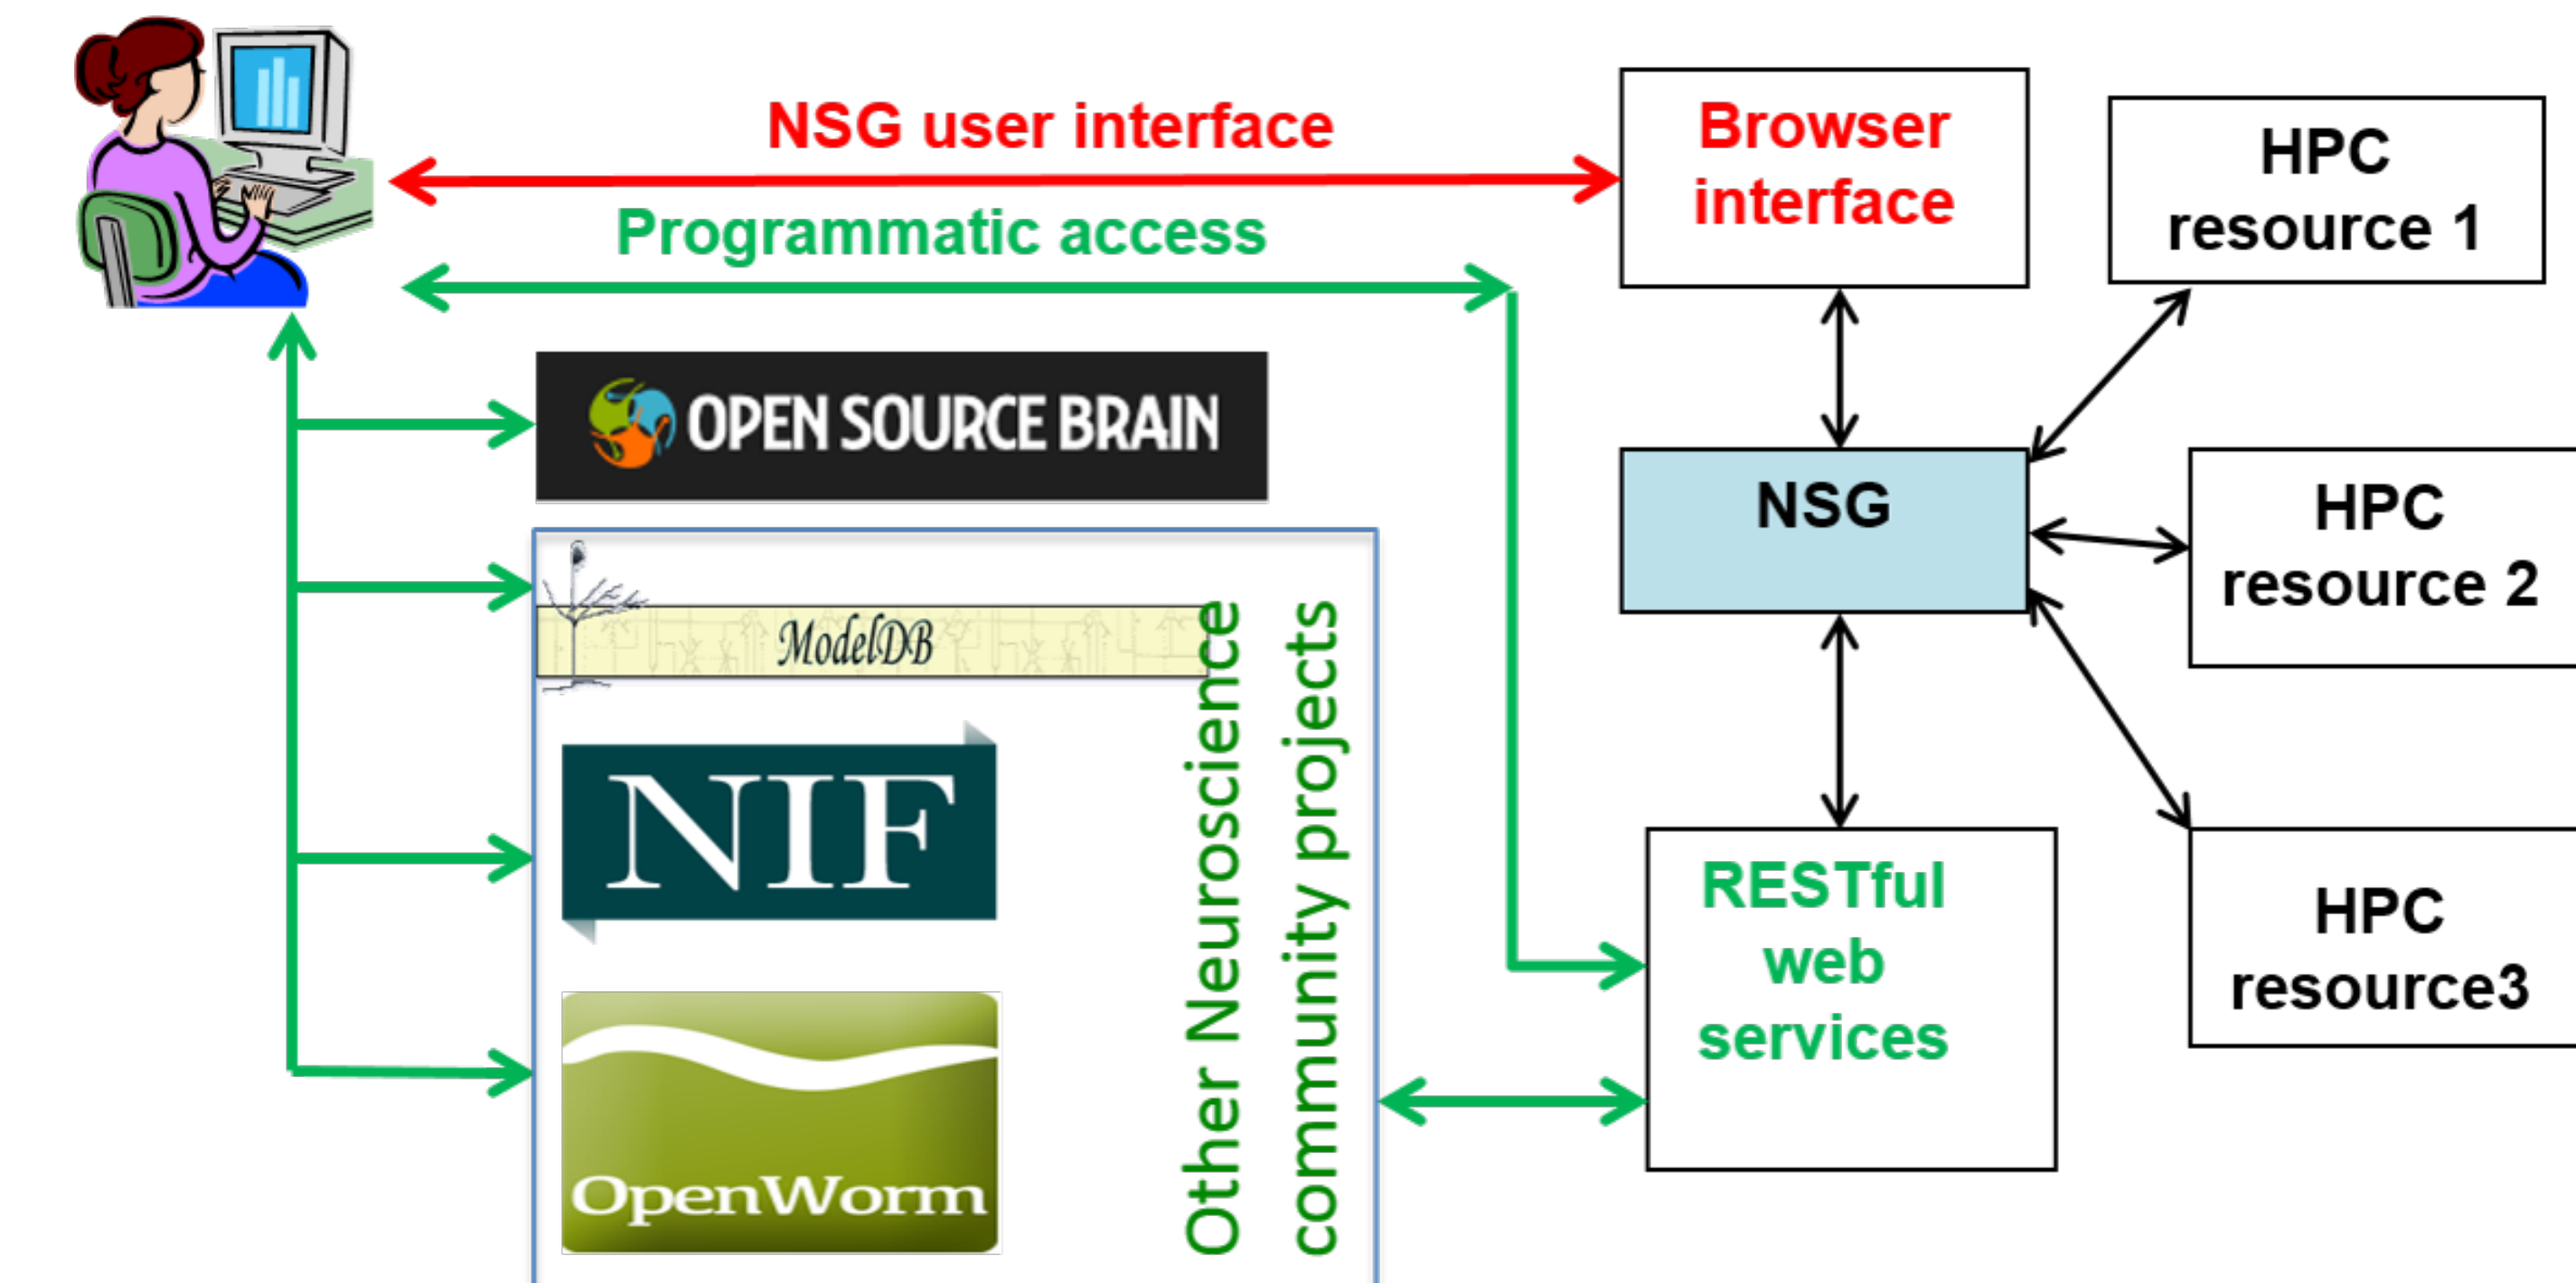 NSG user interface
Programmatic access
Browser
interface
HPC
resource 1
OPEN SOURCE BRAIN
NSG
HPC
resource 2
ModelDB
NIF
OpenWorm
Other Neuroscience
community projects
RESTful
web
services
HPC
resource3